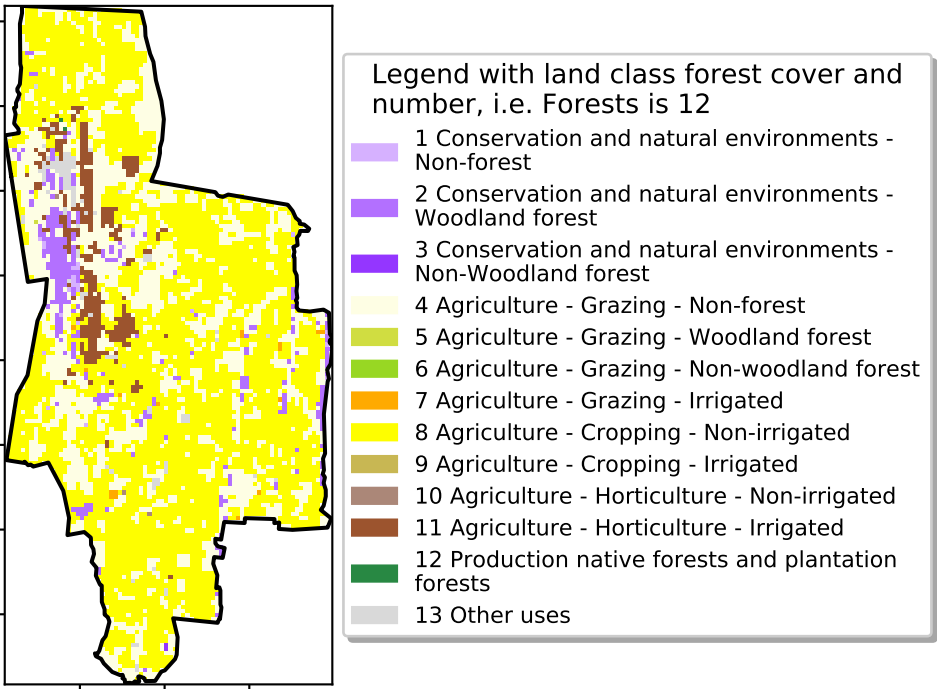 Legend with land class forest cover and
number, i.e. Forests is 12
1 Conservation and natural environments -
Non-forest
2 Conservation and natural environments -
Woodland forest
3 Conservation and natural environments -
Non-Woodland forest
4 Agriculture - Grazing - Non-forest
5 Agriculture - Grazing - Woodland forest
6 Agriculture - Grazing - Non-woodland forest
7 Agriculture - Grazing - Irrigated
8 Agriculture - Cropping - Non-irrigated
9 Agriculture - Cropping - Irrigated
10 Agriculture - Horticulture - Non-irrigated
11 Agriculture - Horticulture - Irrigated
12 Production native forests and plantation
forests
13 Other uses